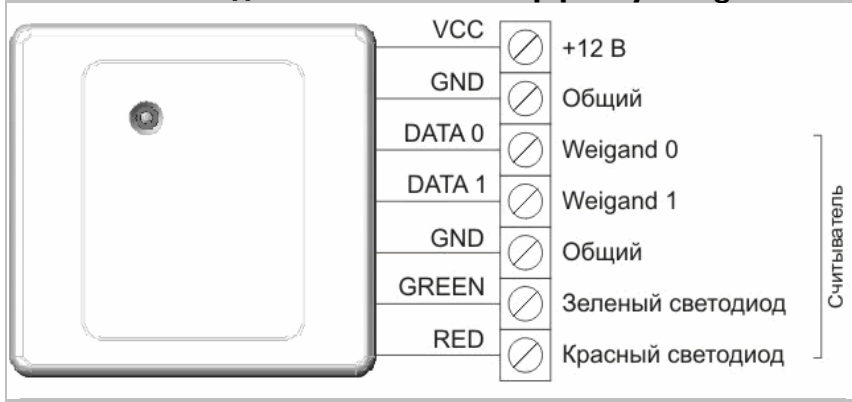 VCC +12 В
GND Общий
DATA 0 Weigand 0
DATA 1 Weigand 1
GND Общий
GREEN Зеленый светодиод
RED Красный светодиод
Считыватель